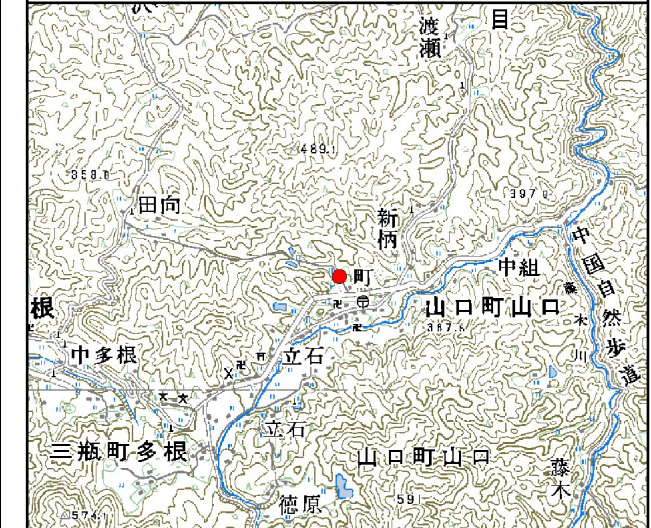 渡瀬
目
489.1
358.8
田向
397.0
新柄
中国自然歩道
町
中組
山口町山口
藤木川
387.6
根
中多根
立石
立石
三瓶町多根
山口町山口
藤木
徳原
591
574.1